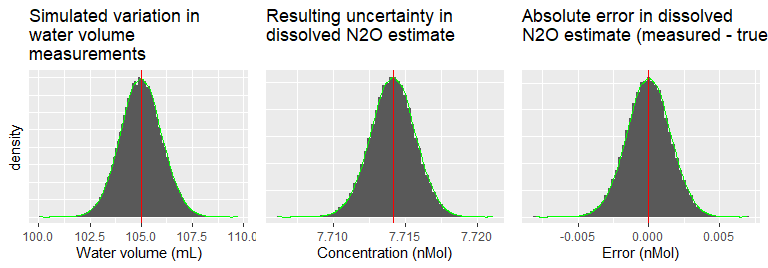 Simulated variation in
water volume
measurements
Resulting uncertainty in
dissolved N2O estimate
Absolute error in dissolved
N2O estimate (measured - true
density
100.0 102.5 105.0 107.5 110.0
Water volume (mL)
7.710 7.715 7.720
Concentration (nMol)
-0.005 0.000 0.005
Error (nMol)